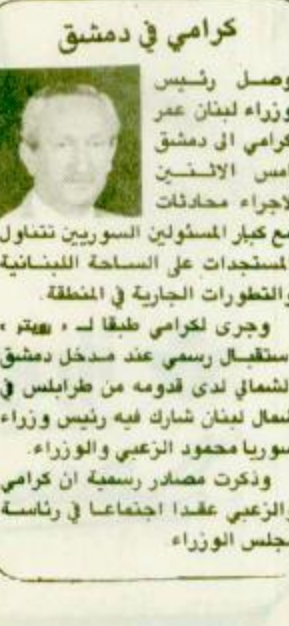 كرامي في دمشق
وصل رئيس
وزراء لبنان عمر
كرامي الى دمشق
امس الاثنين
لاجراء محادثات
مع كبار المسئولين السوريين تتناول
المستجدات على الساحة اللبنانية
والتطورات الجارية في المنطقة.
وجرى لكرامي طبقا لـ « رويتر »
استقبال رسمي عند مدخل دمشق
الشمالي لدى قدومه من طرابلس في
شمال لبنان شارك فيه رئيس وزراء
سوريا محمود الزعبي والوزراء.
وذكرت مصادر رسمية ان كرامي
والزعبي عقدا اجتماعا في رئاسة
مجلس الوزراء.